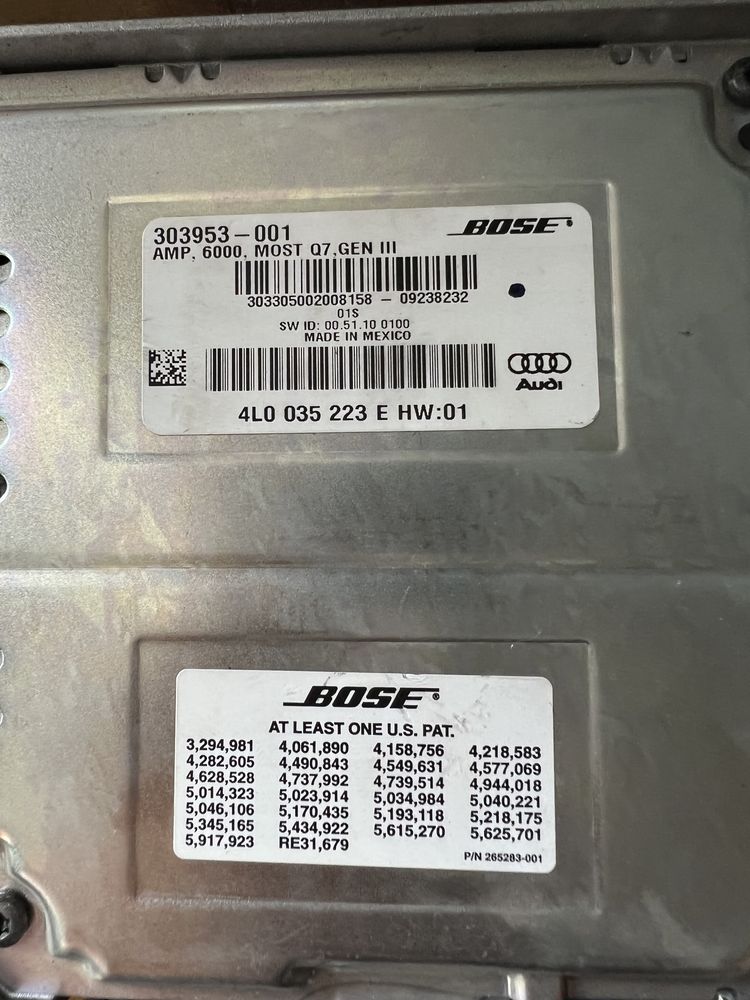 303953-001
BOSE®
AMP, 6000, MOST Q7,GEN III
303305002008158 - 09238232
01S
SW ID: 00.51.10 0100
MADE IN MEXICO
Audi
4L0 035 223 E HW:01
BOSE®
AT LEAST ONE U.S. PAT.
3,294,981 4,061,890 4,158,756 4,218,583
4,282,605 4,490,843 4,549,631 4,577,069
4,628,528 4,737,992 4,739,514 4,944,018
5,014,323 5,023,914 5,034,984 5,040,221
5,046,106 5,170,435 5,193,118 5,218,175
5,345,165 5,434,922 5,615,270 5,625,701
5,917,923 RE31,679
P/N 265283-001